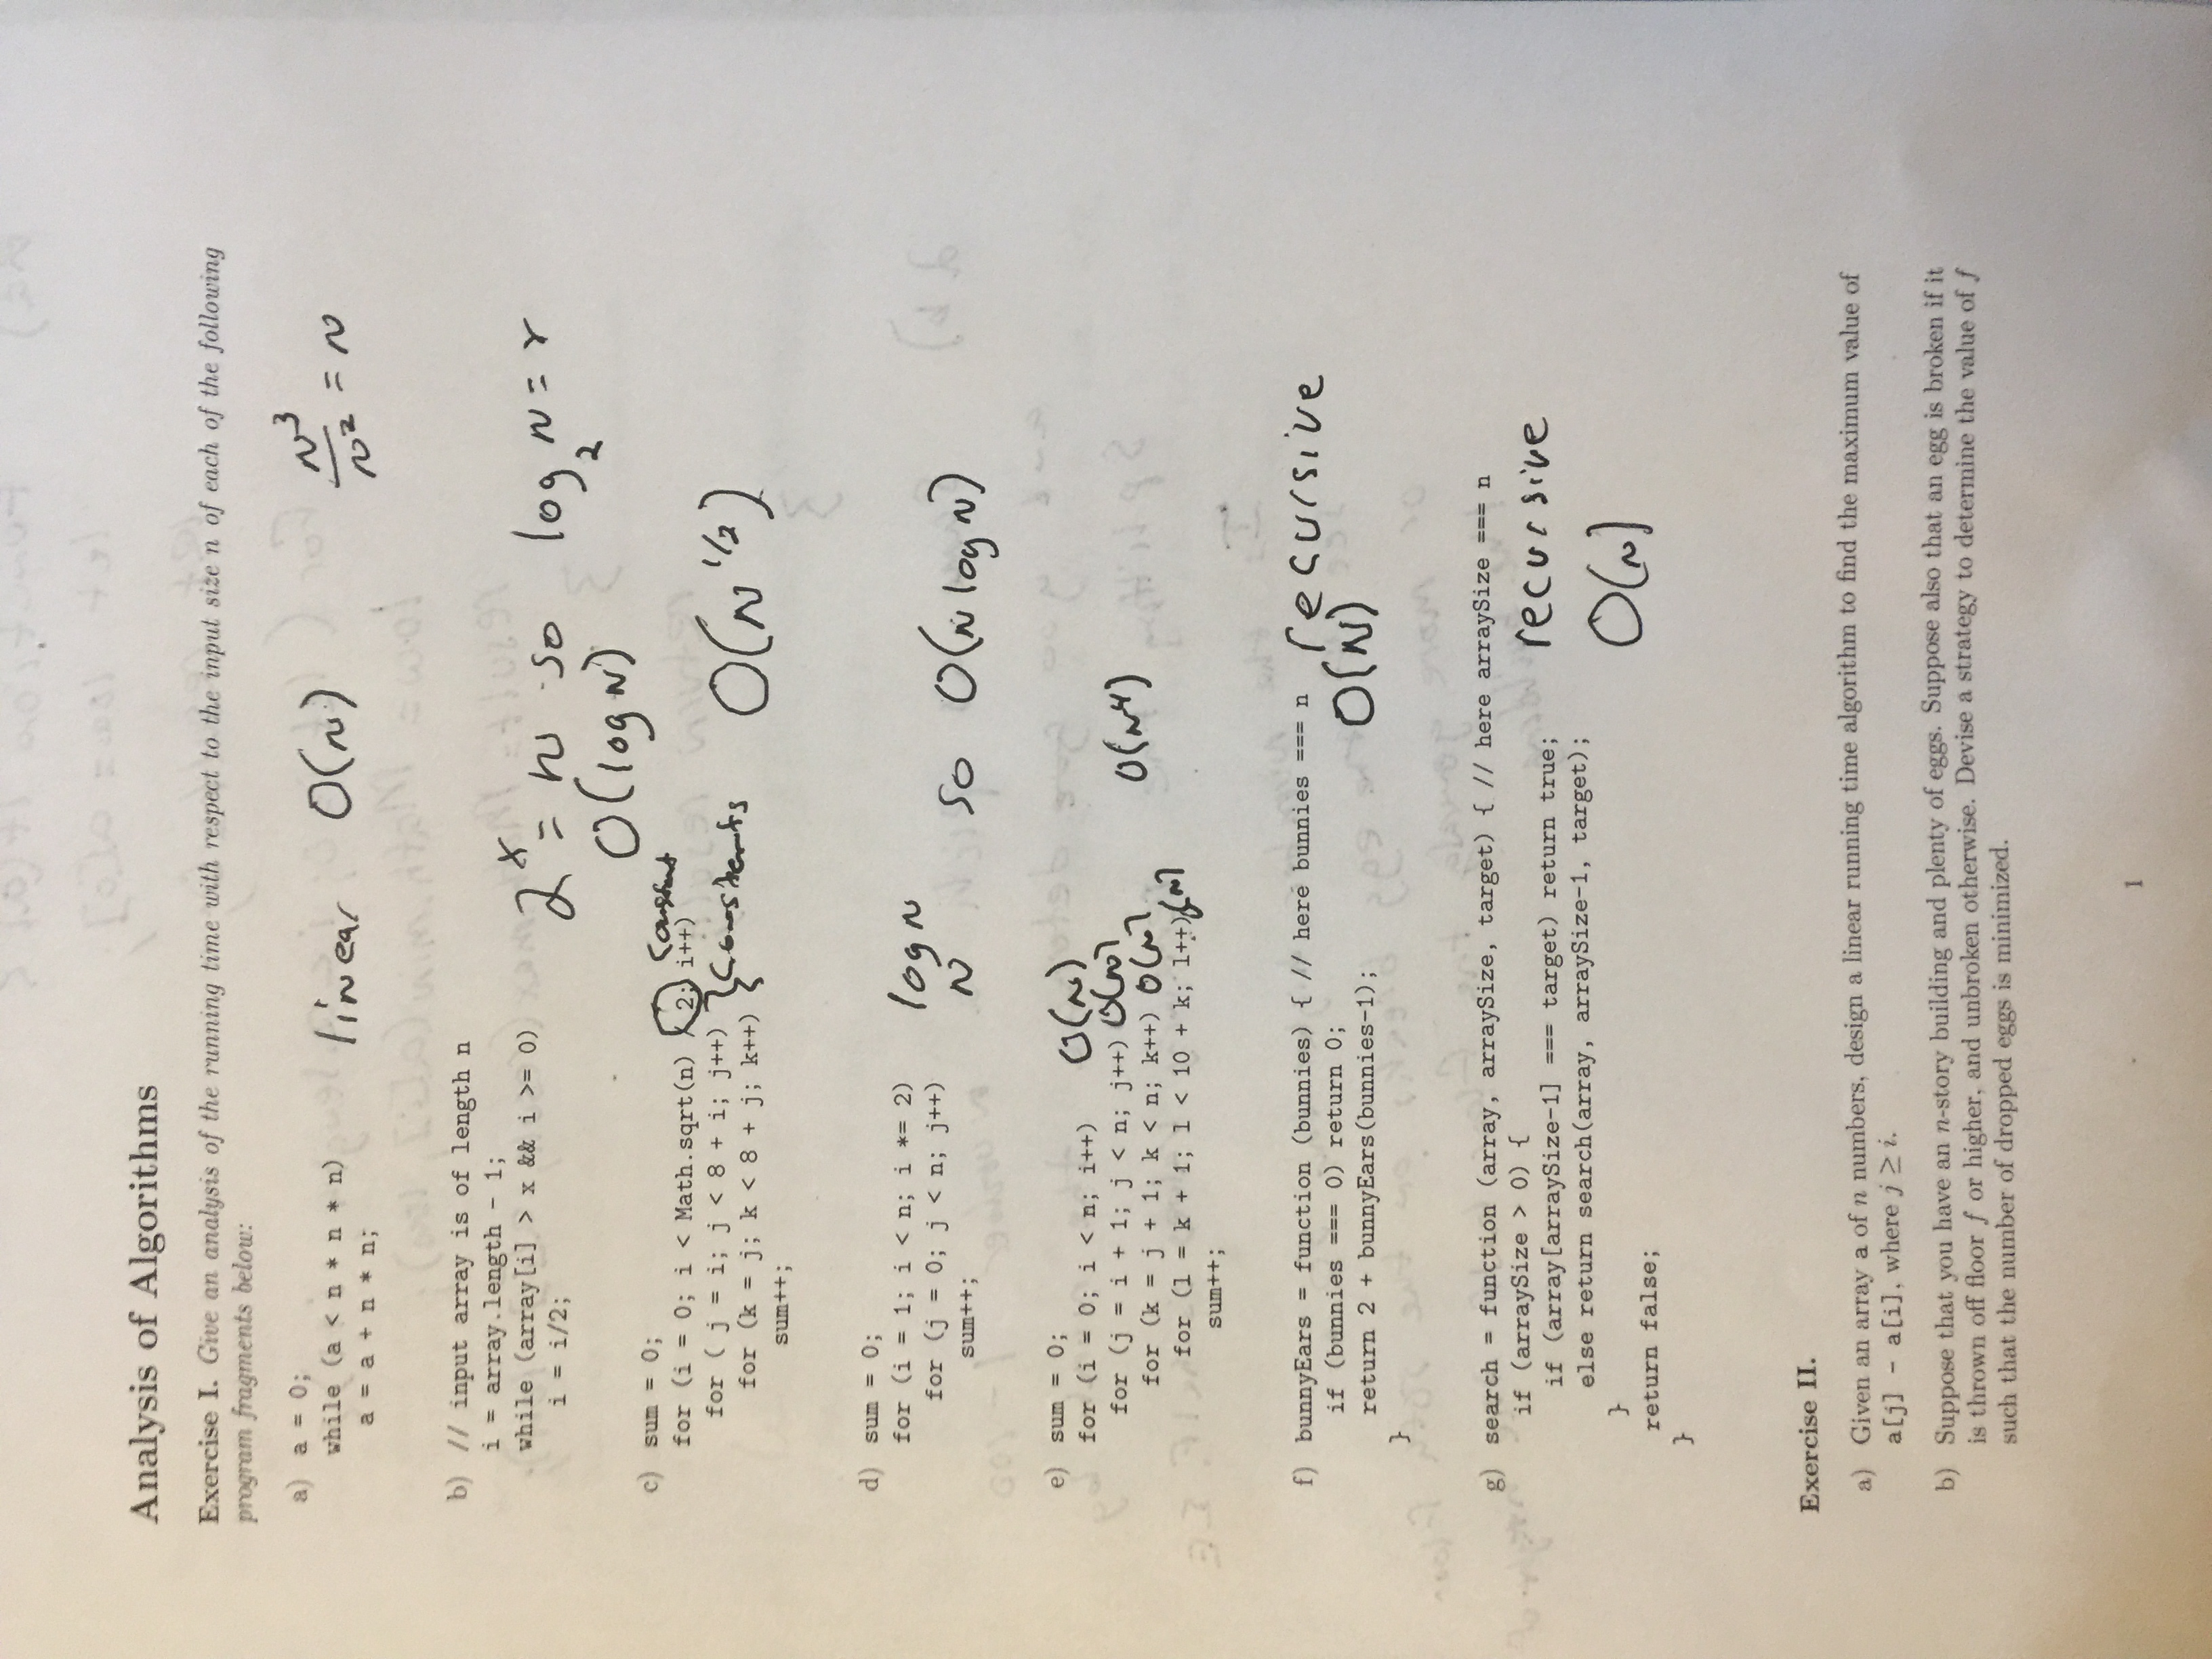 Analysis of Algorithms
Exercise I. Give an analysis of the running time with respect to the input size n of each of the following
program fragments below:
a) a = 0;
while (a < n * n * n)
a = a + n * n;
linear O(N) N³/N² = N
b) // input array is of length n
i = array.length - 1;
while (array[i] > x && i >= 0)
i = i/2;
2^x = N so log₂ N = x
O(log N)
c) sum = 0;
for (i = 0; i < Math.sqrt(n) / 2; i++) constant
for ( j = i; j < 8 + i; j++) } constants
for (k = j; k < 8 + j; k++)
sum++;
O(N^1/2)
d) sum = 0;
for (i = 1; i < n; i *= 2) log N
for (j = 0; j < n; j++) N
sum++;
so O(N log N)
e) sum = 0;
for (i = 0; i < n; i++) O(N)
for (j = i + 1; j < n; j++) O(N)
for (k = j + 1; k < n; k++) O(N)
for (l = k + 1; l < 10 + k; l++) (N)
sum++;
O(N⁴)
f) bunnyEars = function (bunnies) { // here bunnies === n recursive
if (bunnies === 0) return 0;
return 2 + bunnyEars(bunnies-1); O(N)
}
g) search = function (array, arraySize, target) { // here arraySize === n
if (arraySize > 0) {
if (array[arraySize-1] === target) return true; recursive
else return search(array, arraySize-1, target);
} O(N)
return false;
}
Exercise II.
a) Given an array a of n numbers, design a linear running time algorithm to find the maximum value of
a[j] - a[i], where j ≥ i.
b) Suppose that you have an n-story building and plenty of eggs. Suppose also that an egg is broken if it
is thrown off floor f or higher, and unbroken otherwise. Devise a strategy to determine the value of f
such that the number of dropped eggs is minimized.
1